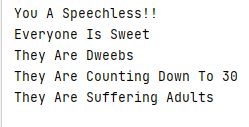 You A Speechless!!
Everyone Is Sweet
They Are Dweebs
They Are Counting Down To 30
They Are Suffering Adults